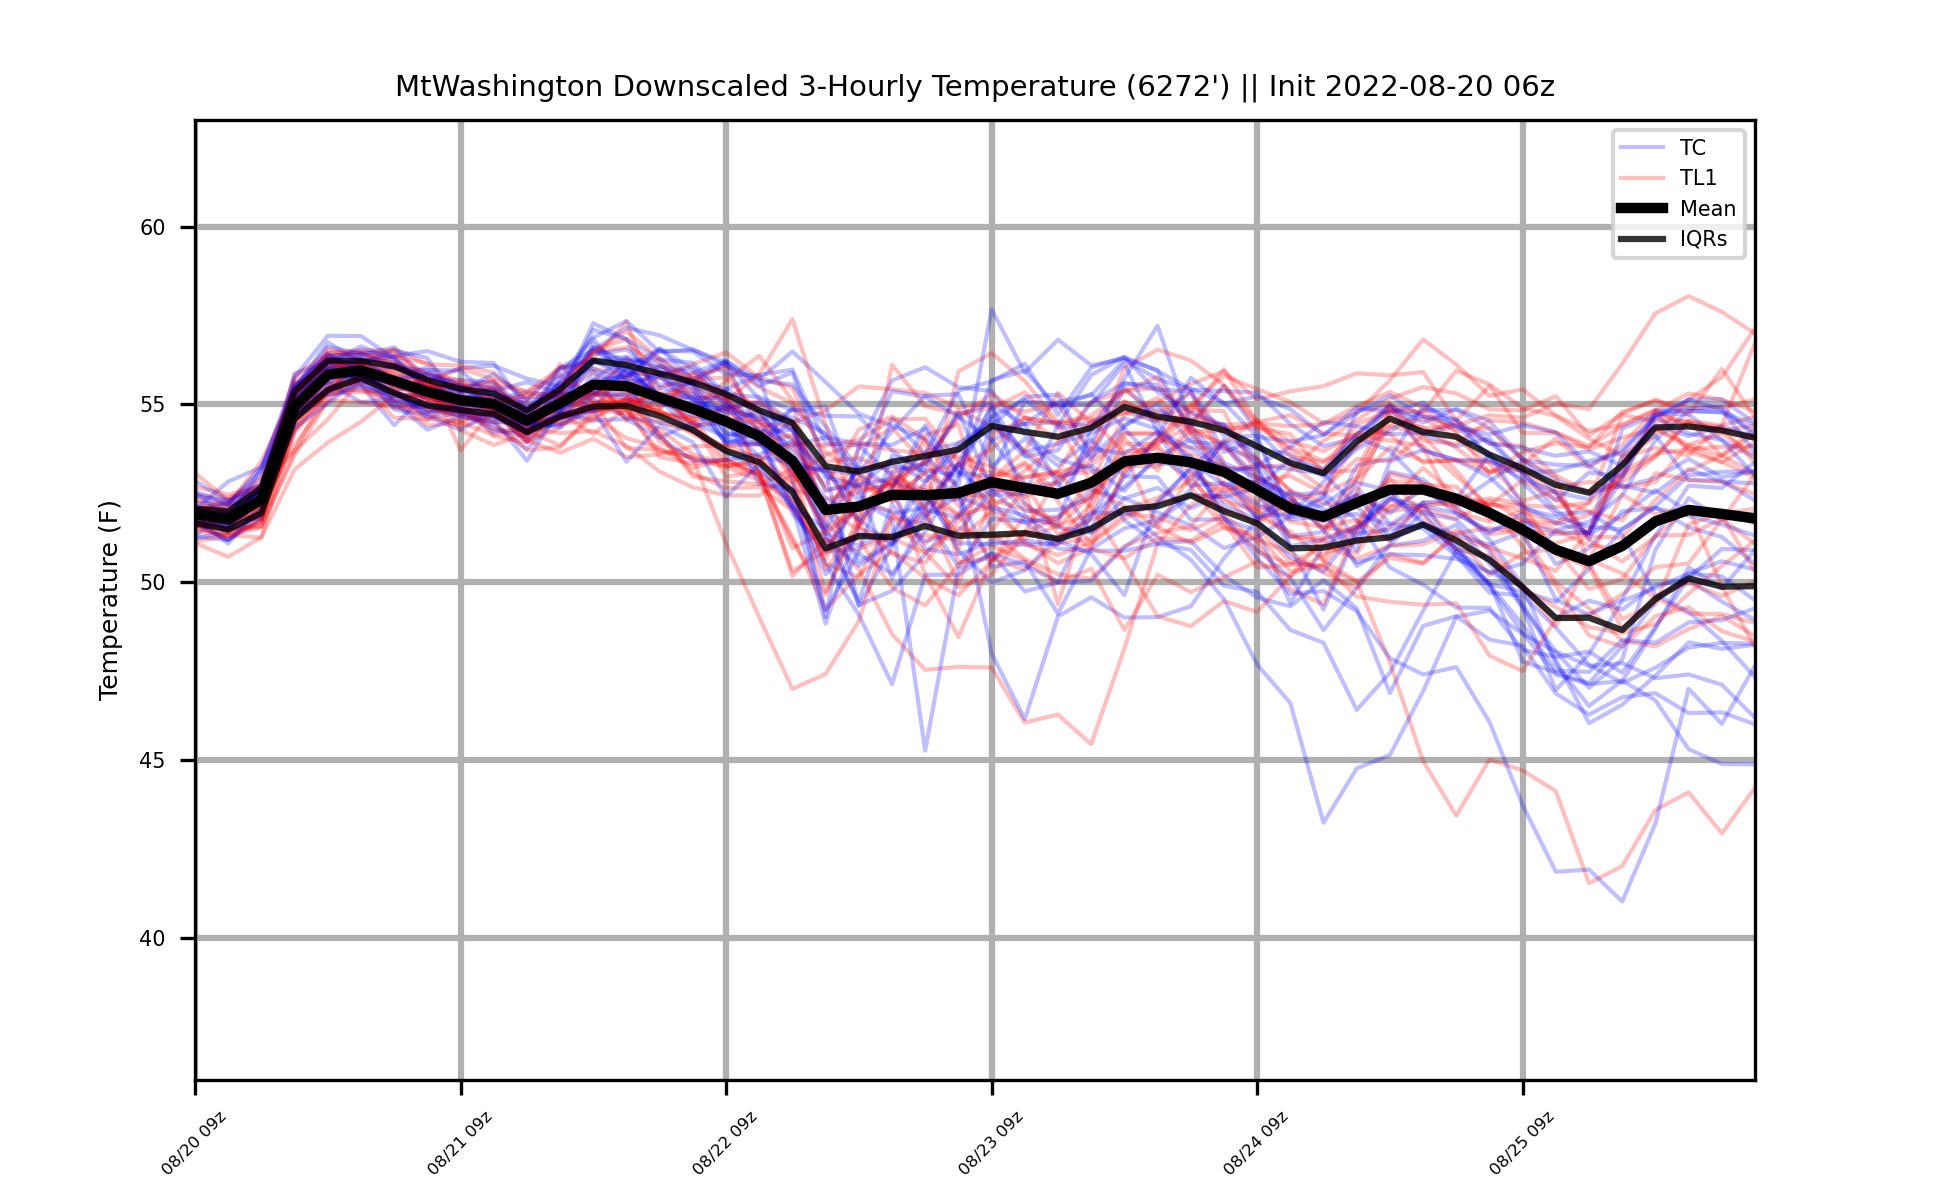 MtWashington Downscaled 3-Hourly Temperature (6272') || Init 2022-08-20 06z
TC
TL1
Mean
IQRs
Temperature (F)
60
55
50
45
40
08/20 09z
08/21 09z
08/22 09z
08/23 09z
08/24 09z
08/25 09z